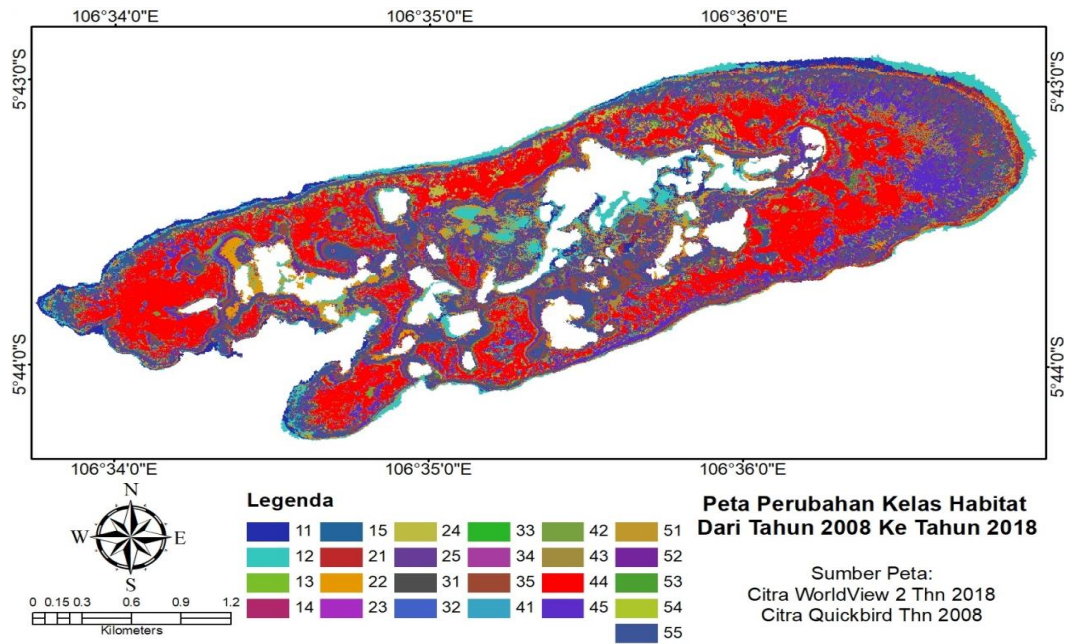 106°34'0"E 106°35'0"E 106°36'0"E
5°43'0"S 5°43'0"S
5°44'0"S 5°44'0"S
106°34'0"E 106°35'0"E 106°36'0"E
N
W E
S
0 0.15 0.3 0.6 0.9 1.2
Kilometers
Legenda
11 15 24 33 42 51
12 21 25 34 43 52
13 22 31 35 44 53
14 23 32 41 45 54
55
Peta Perubahan Kelas Habitat
Dari Tahun 2008 Ke Tahun 2018
Sumber Peta:
Citra WorldView 2 Thn 2018
Citra Quickbird Thn 2008